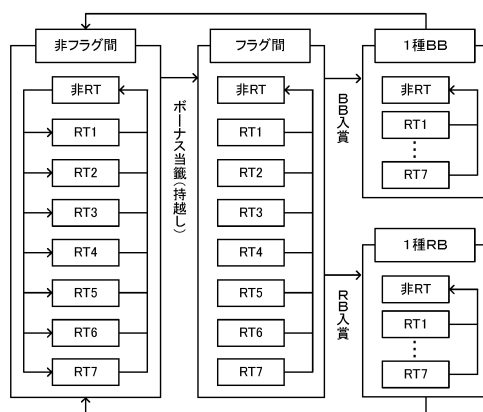 非フラグ間
非RT
RT1
RT2
RT3
RT4
RT5
RT6
RT7
ボーナス当籤(持越し)
フラグ間
非RT
RT1
RT2
RT3
RT4
RT5
RT6
RT7
BB入賞
RB入賞
1種BB
非RT
RT1
⋮
RT7
1種RB
非RT
RT1
⋮
RT7